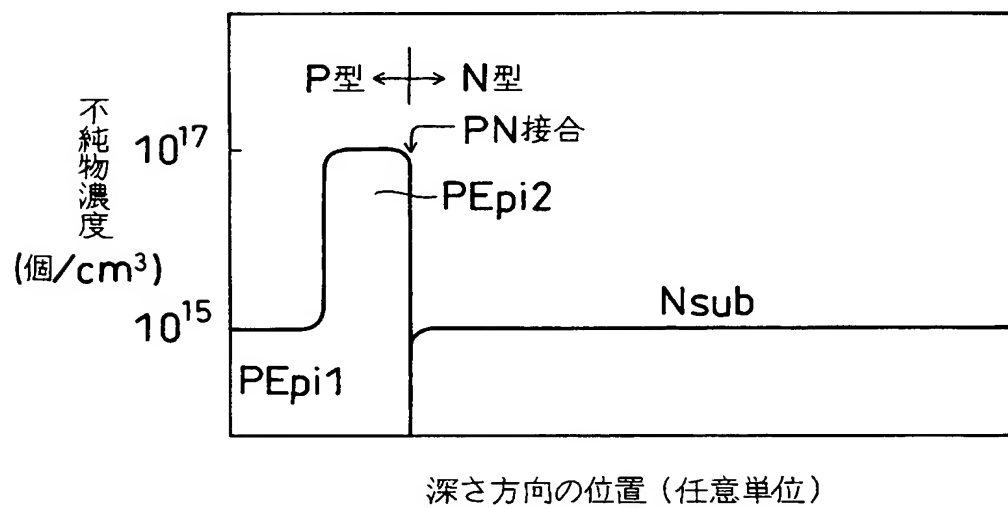 P型 ←→ N型
PN接合
10¹⁷
PEpi2
不純物濃度
(個/cm³)
10¹⁵
Nsub
PEpi1
深さ方向の位置（任意単位）